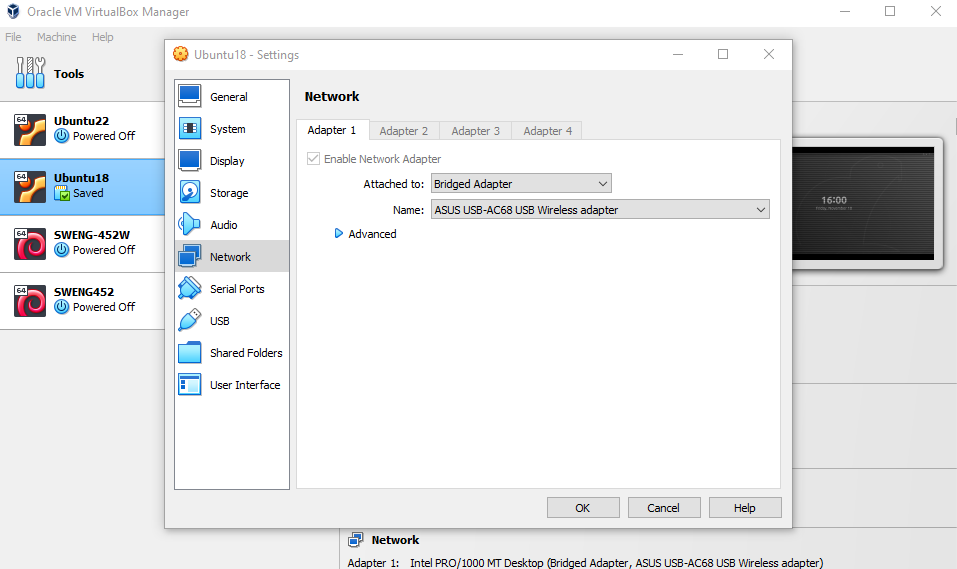 Oracle VM VirtualBox Manager
File Machine Help
Tools
64
Ubuntu22
Powered Off
64
Ubuntu18
Saved
64
SWENG-452W
Powered Off
64
SWENG452
Powered Off
Ubuntu18 - Settings
General
System
Display
Storage
Audio
Network
Serial Ports
USB
Shared Folders
User Interface
Network
Adapter 1 Adapter 2 Adapter 3 Adapter 4
Enable Network Adapter
Attached to: Bridged Adapter
Name: ASUS USB-AC68 USB Wireless adapter
Advanced
OK Cancel Help
16:00
Network
Adapter 1: Intel PRO/1000 MT Desktop (Bridged Adapter, ASUS USB-AC68 USB Wireless adapter)